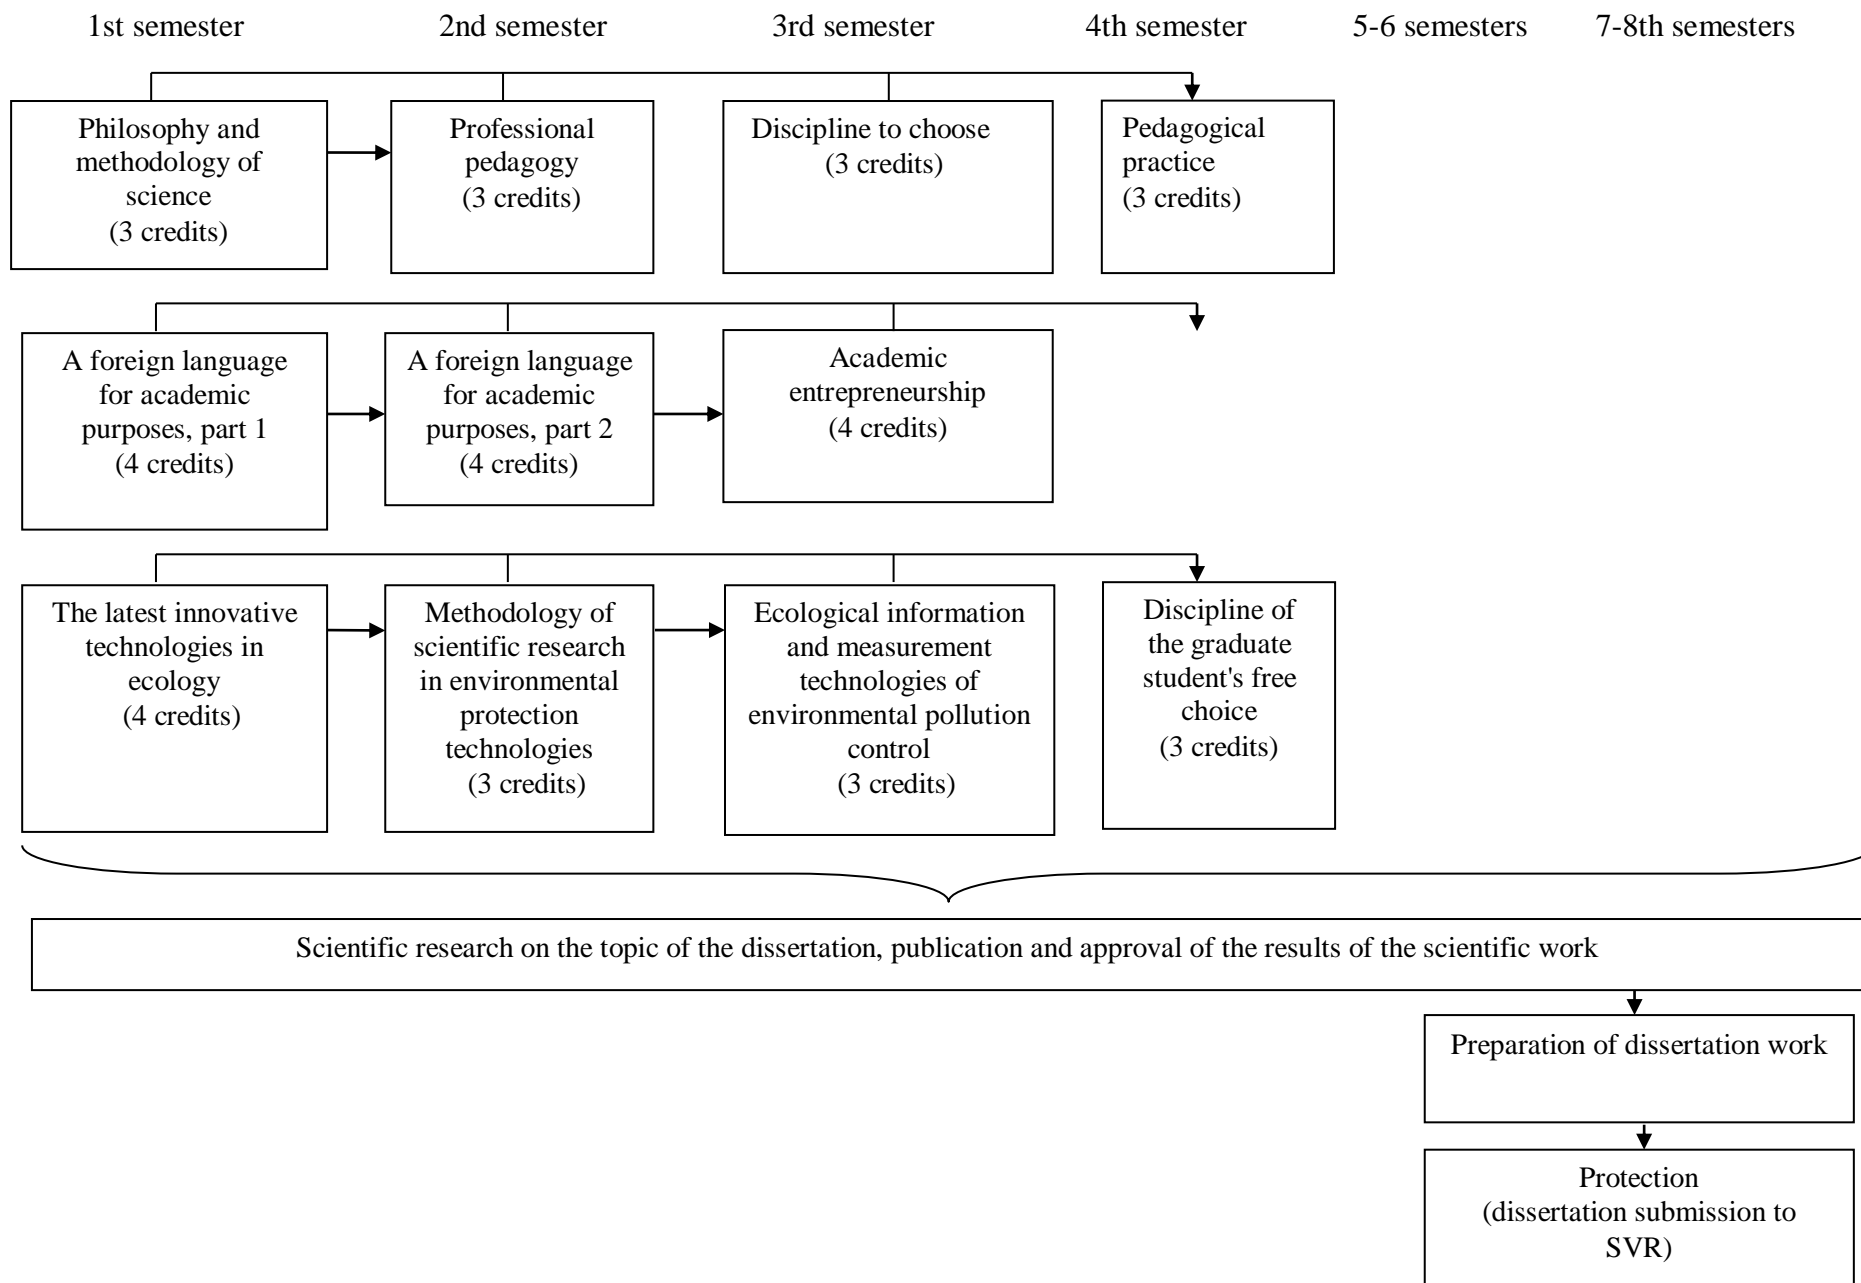 1st semester
2nd semester
3rd semester
4th semester
5-6 semesters
7-8th semesters
Philosophy and
methodology of
science
(3 credits)
Professional
pedagogy
(3 credits)
Discipline to choose
(3 credits)
Pedagogical
practice
(3 credits)
A foreign language
for academic
purposes, part 1
(4 credits)
A foreign language
for academic
purposes, part 2
(4 credits)
Academic
entrepreneurship
(4 credits)
The latest innovative
technologies in
ecology
(4 credits)
Methodology of
scientific research
in environmental
protection
technologies
(3 credits)
Ecological information
and measurement
technologies of
environmental pollution
control
(3 credits)
Discipline of
the graduate
student's free
choice
(3 credits)
Scientific research on the topic of the dissertation, publication and approval of the results of the scientific work
Preparation of dissertation work
Protection
(dissertation submission to
SVR)